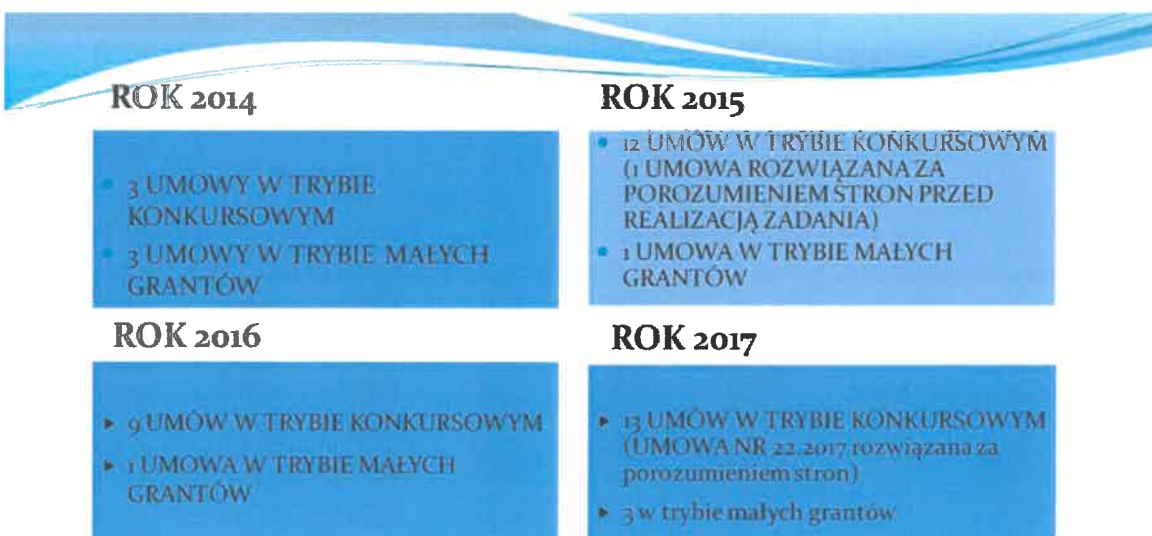 ROK 2014
• 3 UMOWY W TRYBIE
KONKURSOWYM
• 3 UMOWY W TRYBIE MAŁYCH
GRANTÓW
ROK 2015
• 12 UMÓW W TRYBIE KONKURSOWYM
(1 UMOWA ROZWIĄZANA ZA
POROZUMIENIEM STRON PRZED
REALIZACJĄ ZADANIA)
• 1 UMOWA W TRYBIE MAŁYCH
GRANTÓW
ROK 2016
▸ 9 UMÓW W TRYBIE KONKURSOWYM
▸ 1 UMOWA W TRYBIE MAŁYCH
GRANTÓW
ROK 2017
▸ 13 UMÓW W TRYBIE KONKURSOWYM
(UMOWA NR 22.2017 rozwiązana za
porozumieniem stron)
▸ 3 w trybie małych grantów